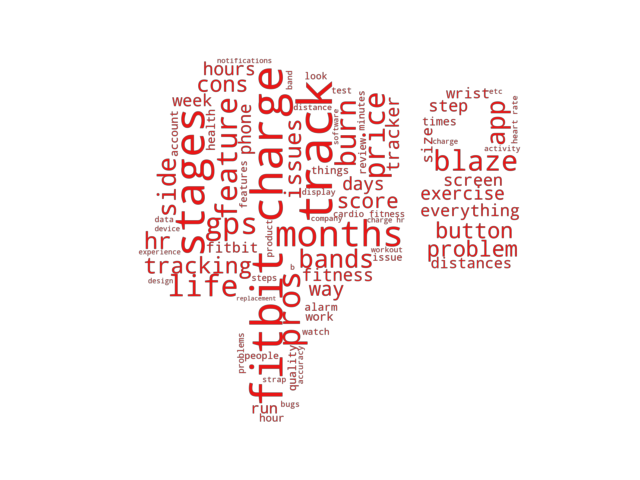 notifications
hours
look
cons
band
test
week
wrist
etc
step
distance
charge
track
feature
phone
stages
account
health
issues
software
burn
review
minutes
price
tracker
times
size
app
heart rate
charge
activity
blaze
things
side
features
days
display
screen
score
exercise
everything
cardio fitness
company
charge hr
data
device
gps
product
months
button
hr
fitbit
workout
experience
issue
problem
tracking
b
bands
distances
steps
fitness
design
life
way
replacement
fitbit
pros
alarm
work
watch
problems
people
quality
accuracy
strap
run
bugs
hour